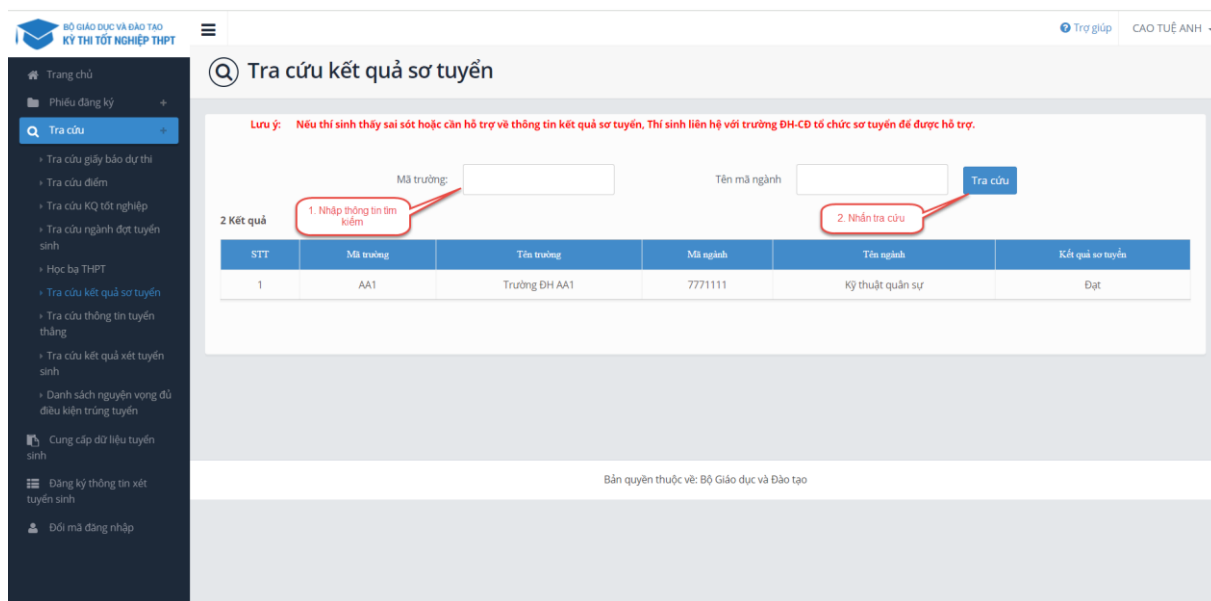 BỘ GIÁO DỤC VÀ ĐÀO TẠO
KỲ THI TỐT NGHIỆP THPT
Trợ giúp
CAO TUỆ ANH
Trang chủ
Phiếu đăng ký +
Tra cứu +
Tra cứu giấy báo dự thi
Tra cứu điểm
Tra cứu KQ tốt nghiệp
Tra cứu ngành đợt tuyển
sinh
Học bạ THPT
Tra cứu kết quả sơ tuyển
Tra cứu thông tin tuyển
thẳng
Tra cứu kết quả xét tuyển
sinh
Danh sách nguyện vọng đủ
điều kiện trúng tuyển
Cung cấp dữ liệu tuyển
sinh
Đăng ký thông tin xét
tuyển sinh
Đổi mã đăng nhập
Tra cứu kết quả sơ tuyển
Lưu ý: Nếu thí sinh thấy sai sót hoặc cần hỗ trợ về thông tin kết quả sơ tuyển, Thí sinh liên hệ với trường ĐH-CĐ tổ chức sơ tuyển để được hỗ trợ.
Mã trường: Tên mã ngành Tra cứu
1. Nhập thông tin tìm
kiếm
2. Nhấn tra cứu
2 Kết quả
STT Mã trường Tên trường Mã ngành Tên ngành Kết quả sơ tuyển
1 AA1 Trường ĐH AA1 7771111 Kỹ thuật quân sự Đạt
Bản quyền thuộc về: Bộ Giáo dục và Đào tạo